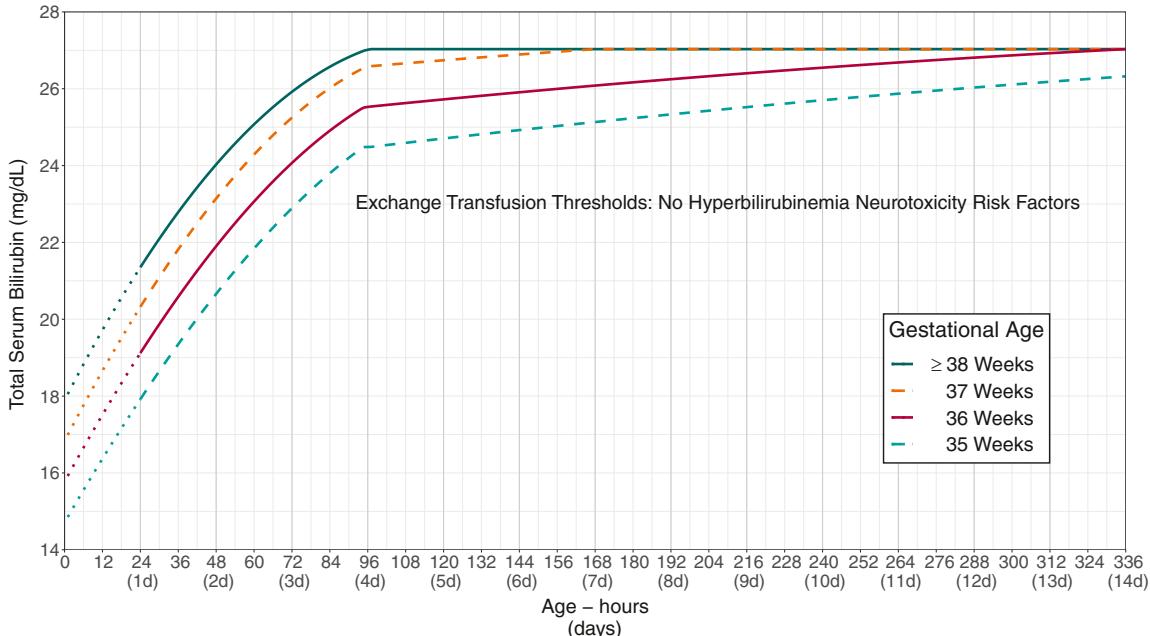 28
26
24
22
20
18
16
14
Total Serum Bilirubin (mg/dL)
Exchange Transfusion Thresholds: No Hyperbilirubinemia Neurotoxicity Risk Factors
Gestational Age
≥ 38 Weeks
37 Weeks
36 Weeks
35 Weeks
0 12 24 36 48 60 72 84 96 108 120 132 144 156 168 180 192 204 216 228 240 252 264 276 288 300 312 324 336
(1d) (2d) (3d) (4d) (5d) (6d) (7d) (8d) (9d) (10d) (11d) (12d) (13d) (14d)
Age – hours
(days)